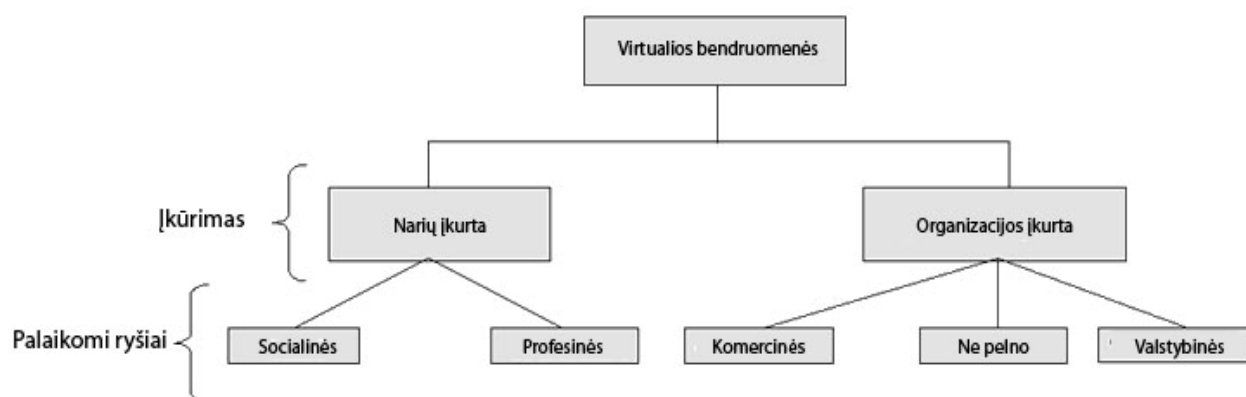 Virtualios bendruomenės
Įkūrimas
Narių įkurta
Organizacijos įkurta
Palaikomi ryšiai
Socialinės
Profesinės
Komercinės
Ne pelno
Valstybinės